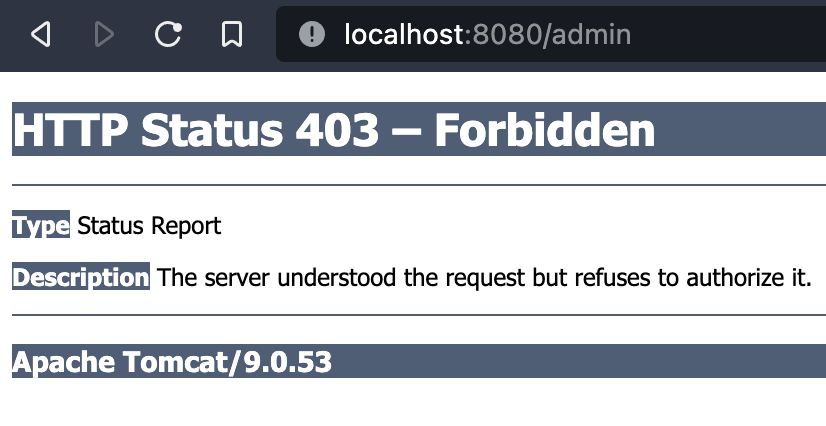 localhost:8080/admin
HTTP Status 403 – Forbidden
Type Status Report
Description The server understood the request but refuses to authorize it.
Apache Tomcat/9.0.53